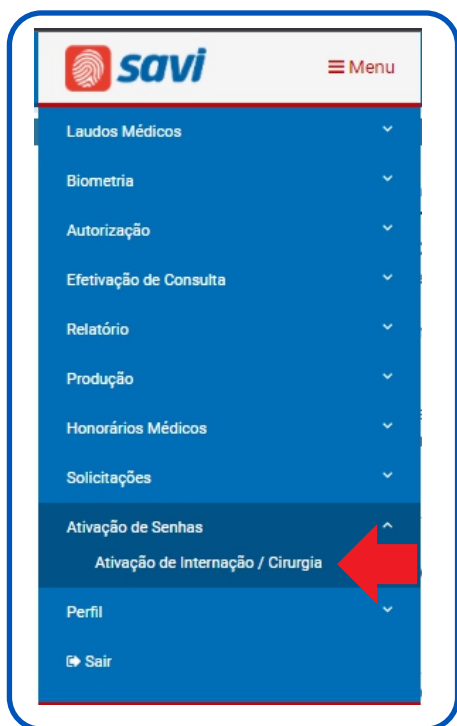 savi
Menu
Laudos Médicos
Biometria
Autorização
Efetivação de Consulta
Relatório
Produção
Honorários Médicos
Solicitações
Ativação de Senhas
Ativação de Internação / Cirurgia
Perfil
Sair